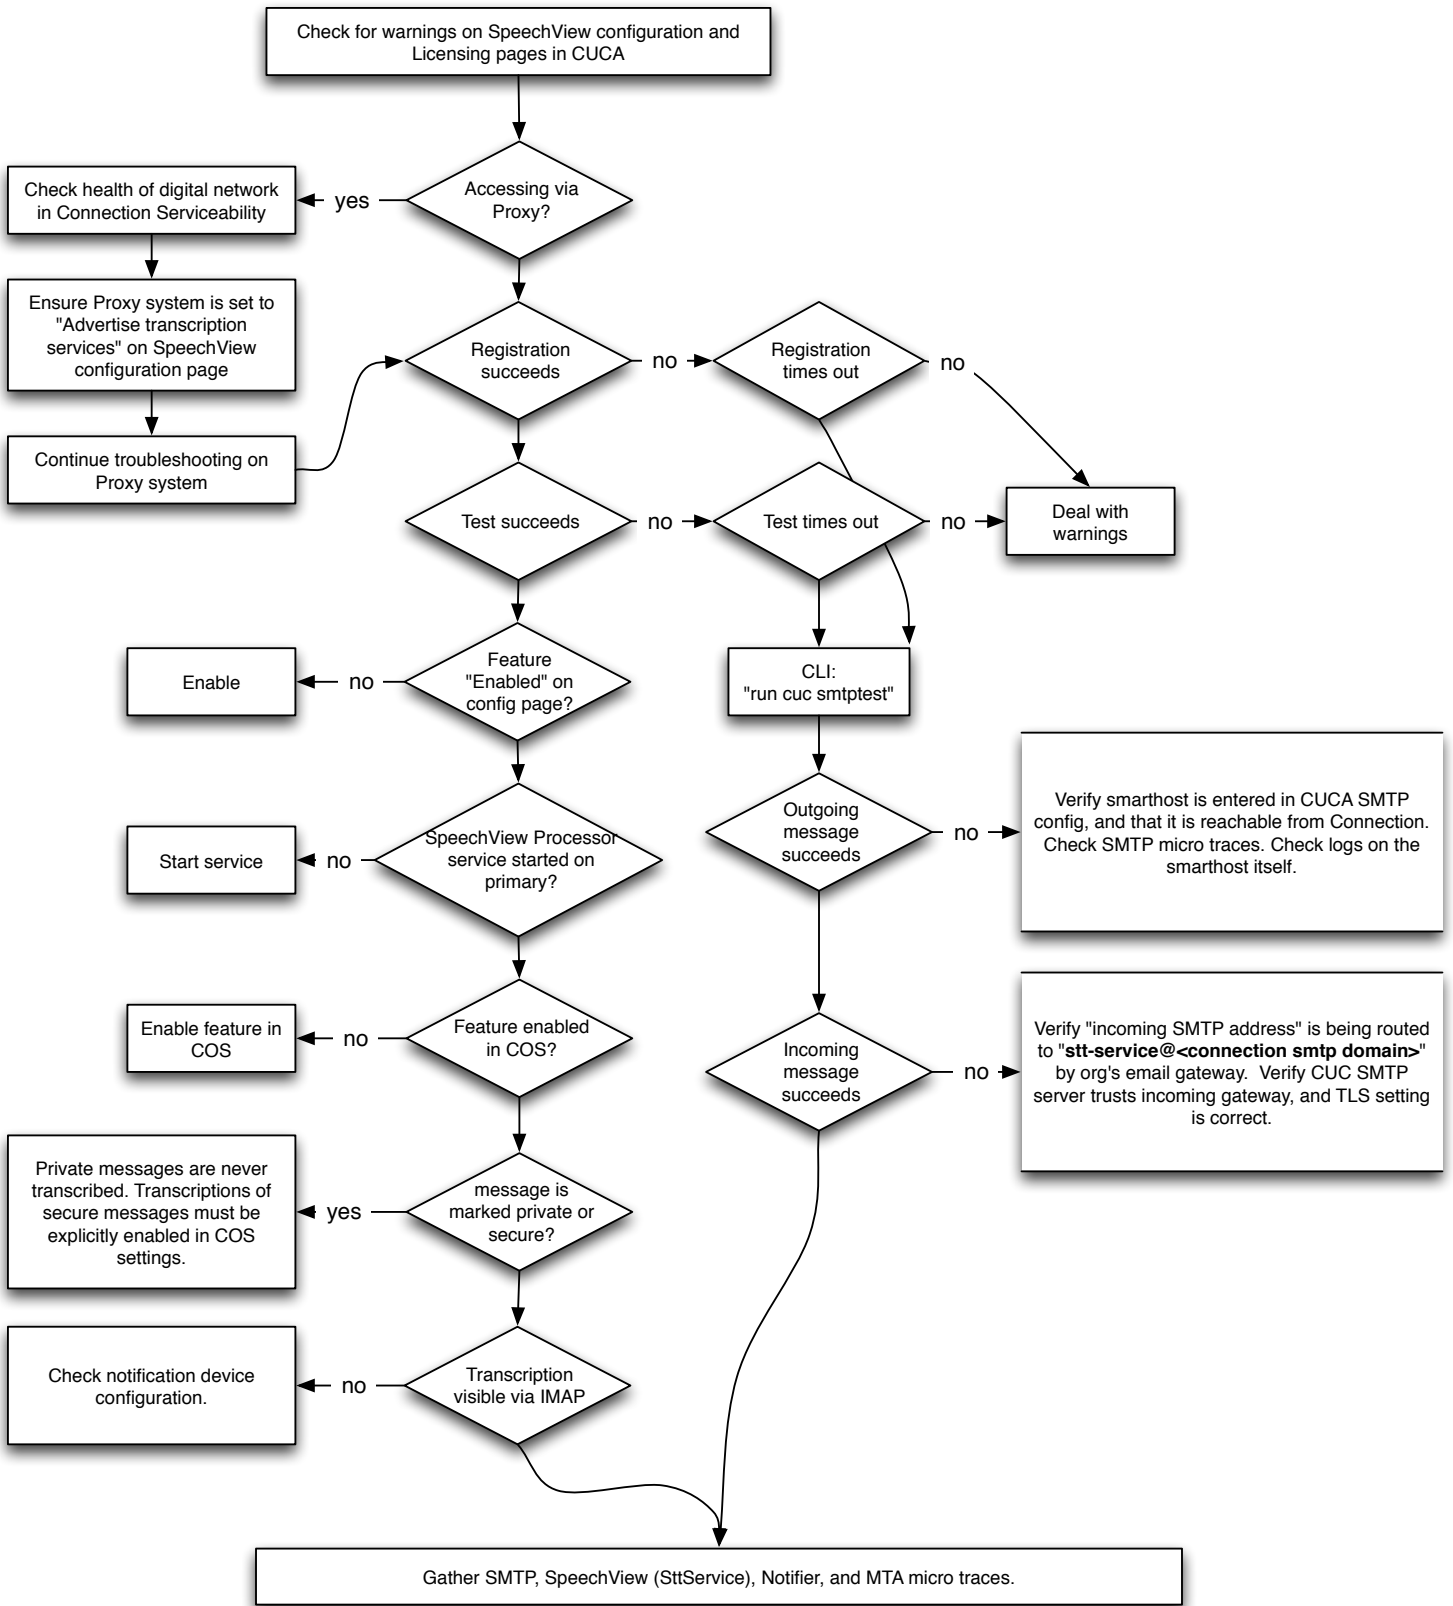 Check for warnings on SpeechView configuration and
Licensing pages in CUCA
Accessing via
Proxy?
yes
Check health of digital network
in Connection Serviceability
Ensure Proxy system is set to
"Advertise transcription
services" on SpeechView
configuration page
Continue troubleshooting on
Proxy system
Registration
succeeds
no
Registration
times out
no
Test succeeds
no
Test times out
no
Deal with
warnings
Feature
"Enabled" on
config page?
no
Enable
CLI:
"run cuc smtptest"
SpeechView Processor
service started on
primary?
no
Start service
Outgoing
message
succeeds
no
Verify smarthost is entered in CUCA SMTP
config, and that it is reachable from Connection.
Check SMTP micro traces. Check logs on the
smarthost itself.
Feature enabled
in COS?
no
Enable feature in
COS
Incoming
message
succeeds
no
Verify "incoming SMTP address" is being routed
to "stt-service@<connection smtp domain>"
by org's email gateway.  Verify CUC SMTP
server trusts incoming gateway, and TLS setting
is correct.
message is
marked private or
secure?
yes
Private messages are never
transcribed. Transcriptions of
secure messages must be
explicitly enabled in COS
settings.
Transcription
visible via IMAP
no
Check notification device
configuration.
Gather SMTP, SpeechView (SttService), Notifier, and MTA micro traces.